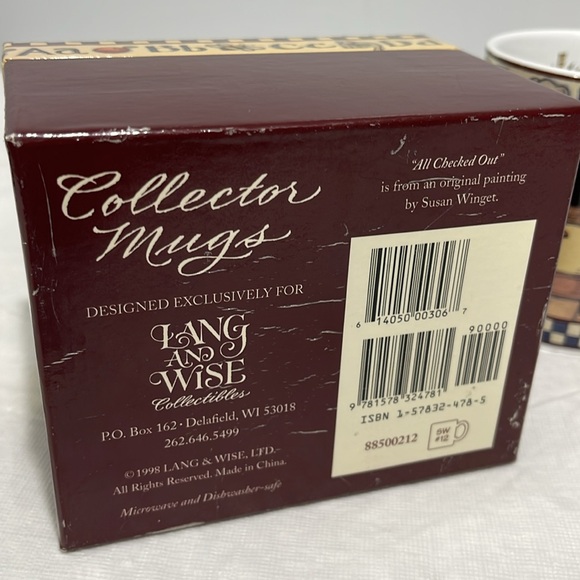 Aa Bb Cc
Collector
Mugs
DESIGNED EXCLUSIVELY FOR
LANG
AND
WISE
Collectibles
P.O. Box 162 • Delafield, WI 53018
262.646.5499
©1998 LANG & WISE, LTD.
All Rights Reserved. Made in China.
Microwave and Dishwasher-safe
"All Checked Out"
is from an original painting
by Susan Winget.
6 14050 00306 7
90000
9 781578 324781
ISBN 1-57832-478-5
88500212
SW
#12